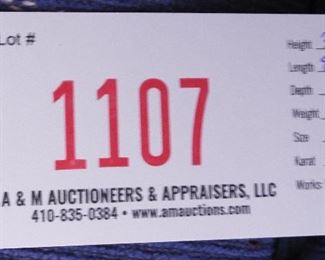 Lot #
1107
A & M AUCTIONEERS & APPRAISERS, LLC
410-835-0384 • www.amauctions.com
Height
Length
Depth
Weight
Size
Karat
Works